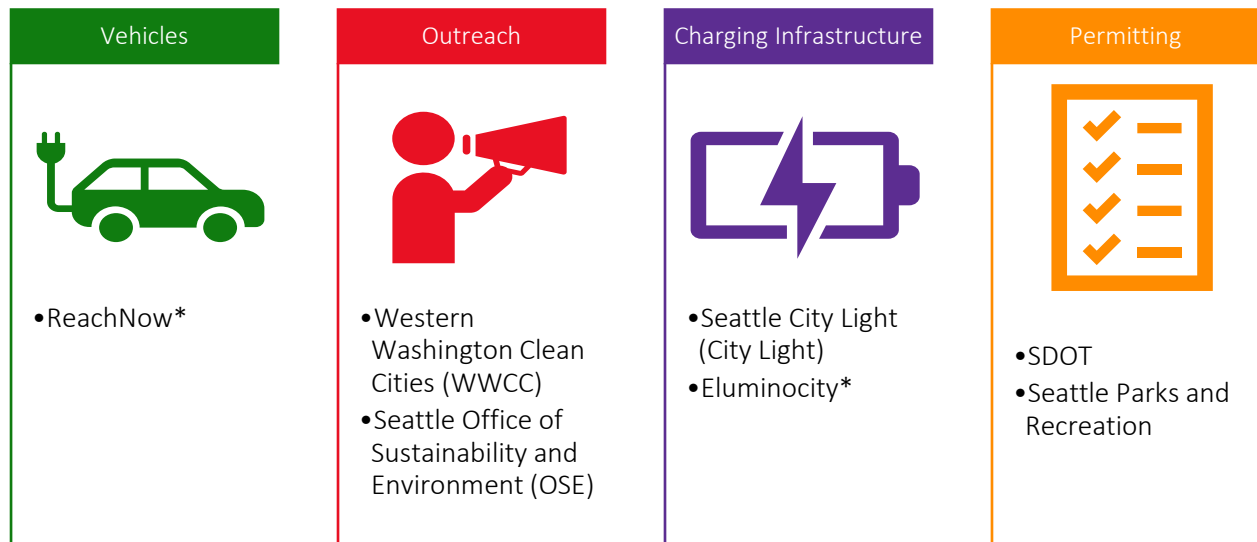 Vehicles
•ReachNow*
Outreach
•Western
Washington Clean
Cities (WWCC)
•Seattle Office of
Sustainability and
Environment (OSE)
Charging Infrastructure
•Seattle City Light
(City Light)
•Eluminocity*
Permitting
•SDOT
•Seattle Parks and
Recreation